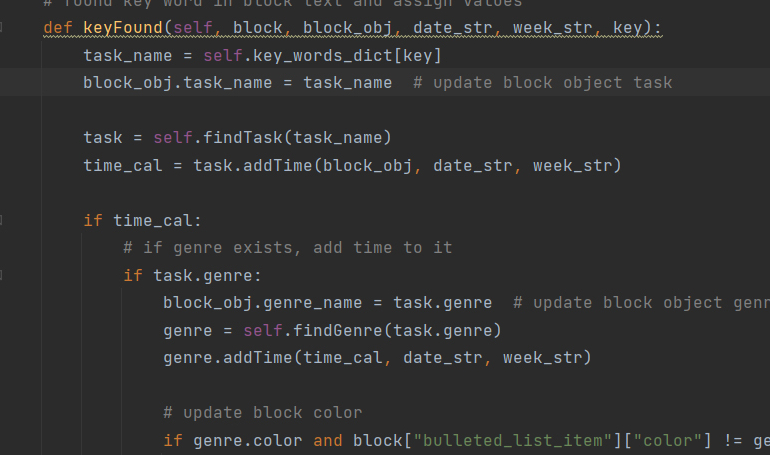 # found key word in block text and assign values
def keyFound(self, block, block_obj, date_str, week_str, key):
task_name = self.key_words_dict[key]
block_obj.task_name = task_name  # update block object task
task = self.findTask(task_name)
time_cal = task.addTime(block_obj, date_str, week_str)
if time_cal:
# if genre exists, add time to it
if task.genre:
block_obj.genre_name = task.genre  # update block object genr
genre = self.findGenre(task.genre)
genre.addTime(time_cal, date_str, week_str)
# update block color
if genre.color and block["bulleted_list_item"]["color"] != ge